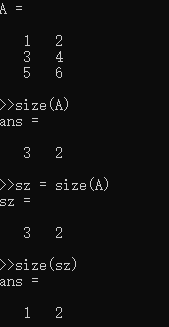 A =
1 2
3 4
5 6
>>size(A)
ans =
3 2
>>sz = size(A)
sz =
3 2
>>size(sz)
ans =
1 2